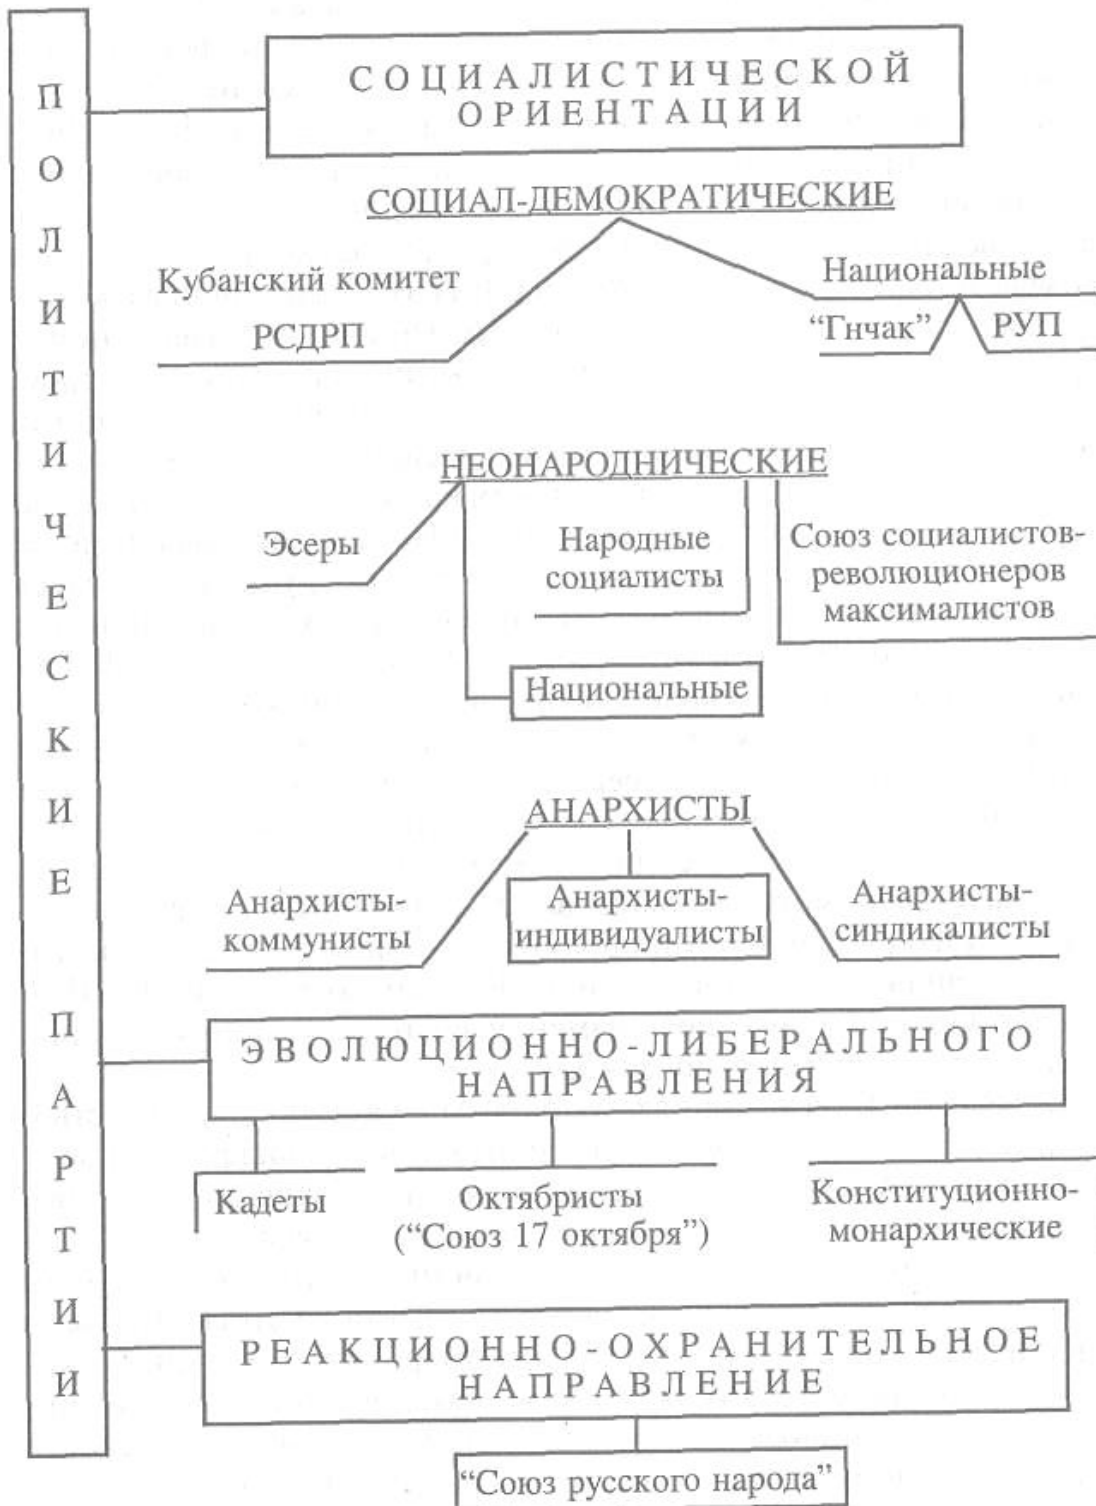 ПОЛИТИЧЕСКИЕ ПАРТИИ
СОЦИАЛИСТИЧЕСКОЙ
ОРИЕНТАЦИИ
СОЦИАЛ-ДЕМОКРАТИЧЕСКИЕ
Кубанский комитет
РСДРП
Национальные
“Гнчак” РУП
НЕОНАРОДНИЧЕСКИЕ
Эсеры
Народные
социалисты
Союз социалистов-
революционеров
максималистов
Национальные
АНАРХИСТЫ
Анархисты-
коммунисты
Анархисты-
индивидуалисты
Анархисты-
синдикалисты
ЭВОЛЮЦИОННО-ЛИБЕРАЛЬНОГО
НАПРАВЛЕНИЯ
Кадеты
Октябристы
(“Союз 17 октября”)
Конституционно-
монархические
РЕАКЦИОННО-ОХРАНИТЕЛЬНОЕ
НАПРАВЛЕНИЕ
“Союз русского народа”